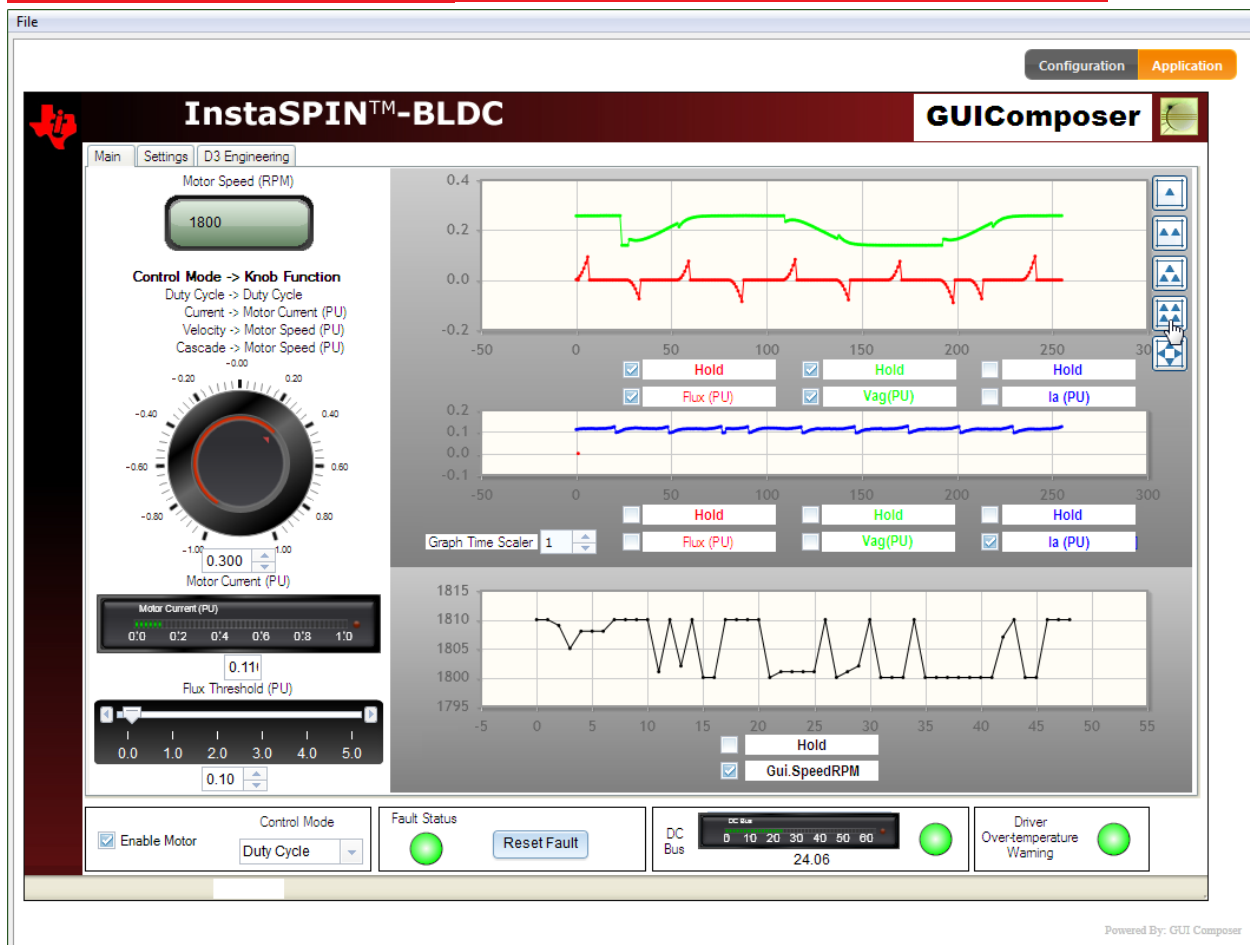 File
Configuration Application
InstaSPIN™-BLDC
GUIComposer
Main Settings D3 Engineering
Motor Speed (RPM)
1800
Control Mode -> Knob Function
Duty Cycle -> Duty Cycle
Current -> Motor Current (PU)
Velocity -> Motor Speed (PU)
Cascade -> Motor Speed (PU)
-0.00
-0.20 0.20
-0.40 0.40
-0.60 0.60
-0.80 0.80
-1.00 1.00
0.300
Motor Current (PU)
Motor Current (PU)
0.0 0.2 0.4 0.6 0.8 1.0
0.11
Flux Threshold (PU)
0.0 1.0 2.0 3.0 4.0 5.0
0.10
0.4
0.2
0.0
-0.2
-50 0 50 100 150 200 250 30
Hold Hold Hold
Flux (PU) Vag(PU) Ia (PU)
0.2
0.1
0.0
-0.1
-50 0 50 100 150 200 250 300
Hold Hold Hold
Graph Time Scaler 1 Flux (PU) Vag(PU) Ia (PU)
1815
1810
1805
1800
1795
-5 0 5 10 15 20 25 30 35 40 45 50 55
Hold
Gui.SpeedRPM
Enable Motor
Control Mode
Duty Cycle
Fault Status
Reset Fault
DC
Bus
DC Bus
0 10 20 30 40 50 60
24.06
Driver
Over-temperature
Warning
Powered By: GUI Composer